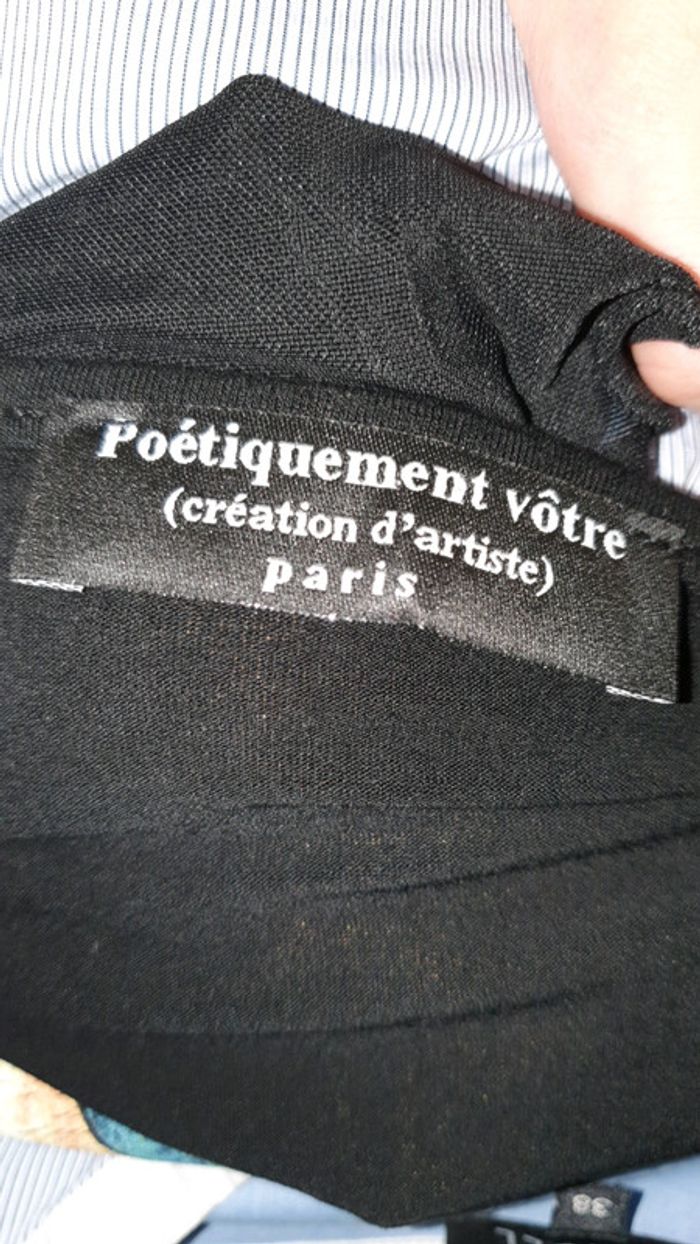 Poétiquement vôtre
(création d'artiste)
paris
38